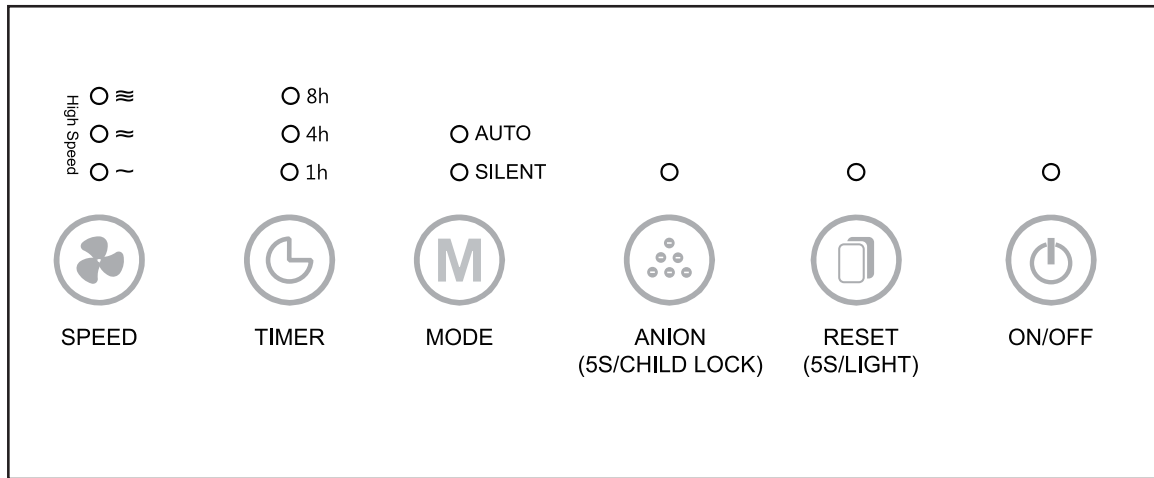 High Speed
≋
≈
~
8h
4h
1h
AUTO
SILENT
M
SPEED
TIMER
MODE
ANION
(5S/CHILD LOCK)
RESET
(5S/LIGHT)
ON/OFF